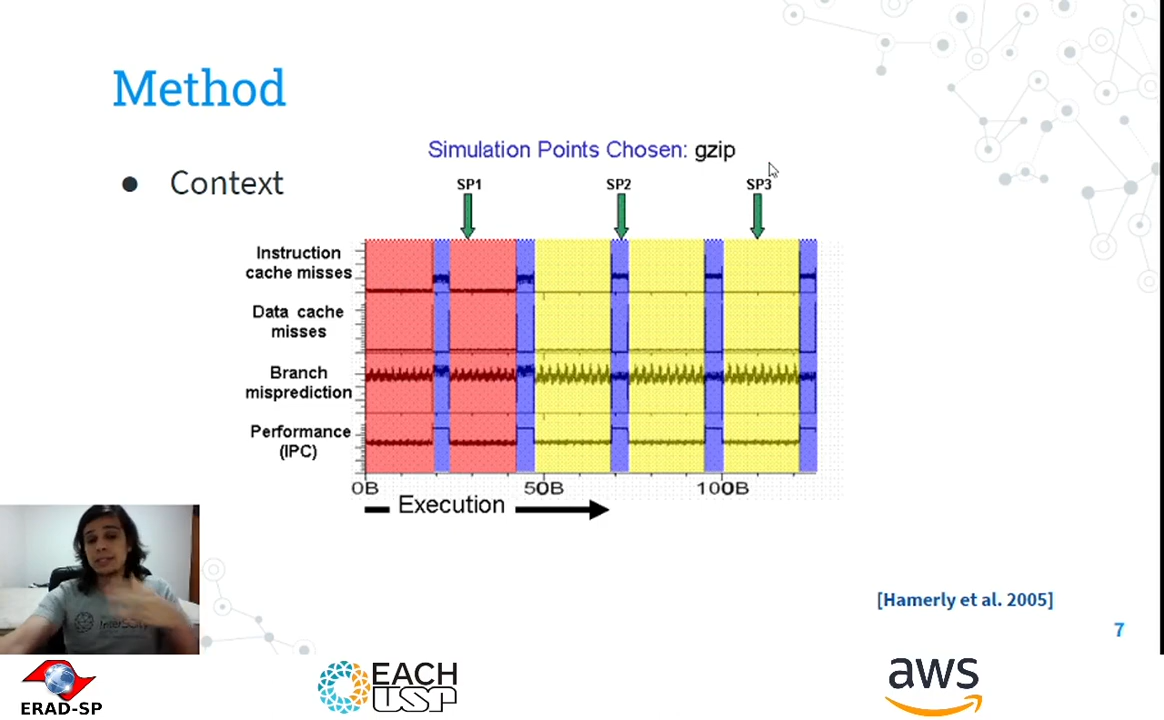 Method
● Context
Simulation Points Chosen: gzip
SP1 SP2 SP3
Instruction
cache misses
Data cache
misses
Branch
misprediction
Performance
(IPC)
0B 50B 100B
Execution
[Hamerly et al. 2005]
7
ERAD-SP
EACH
USP
aws